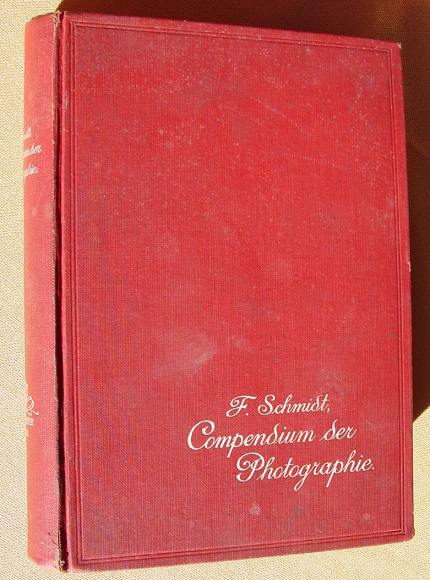 F. Schmidt,
Compendium der
Photographie.